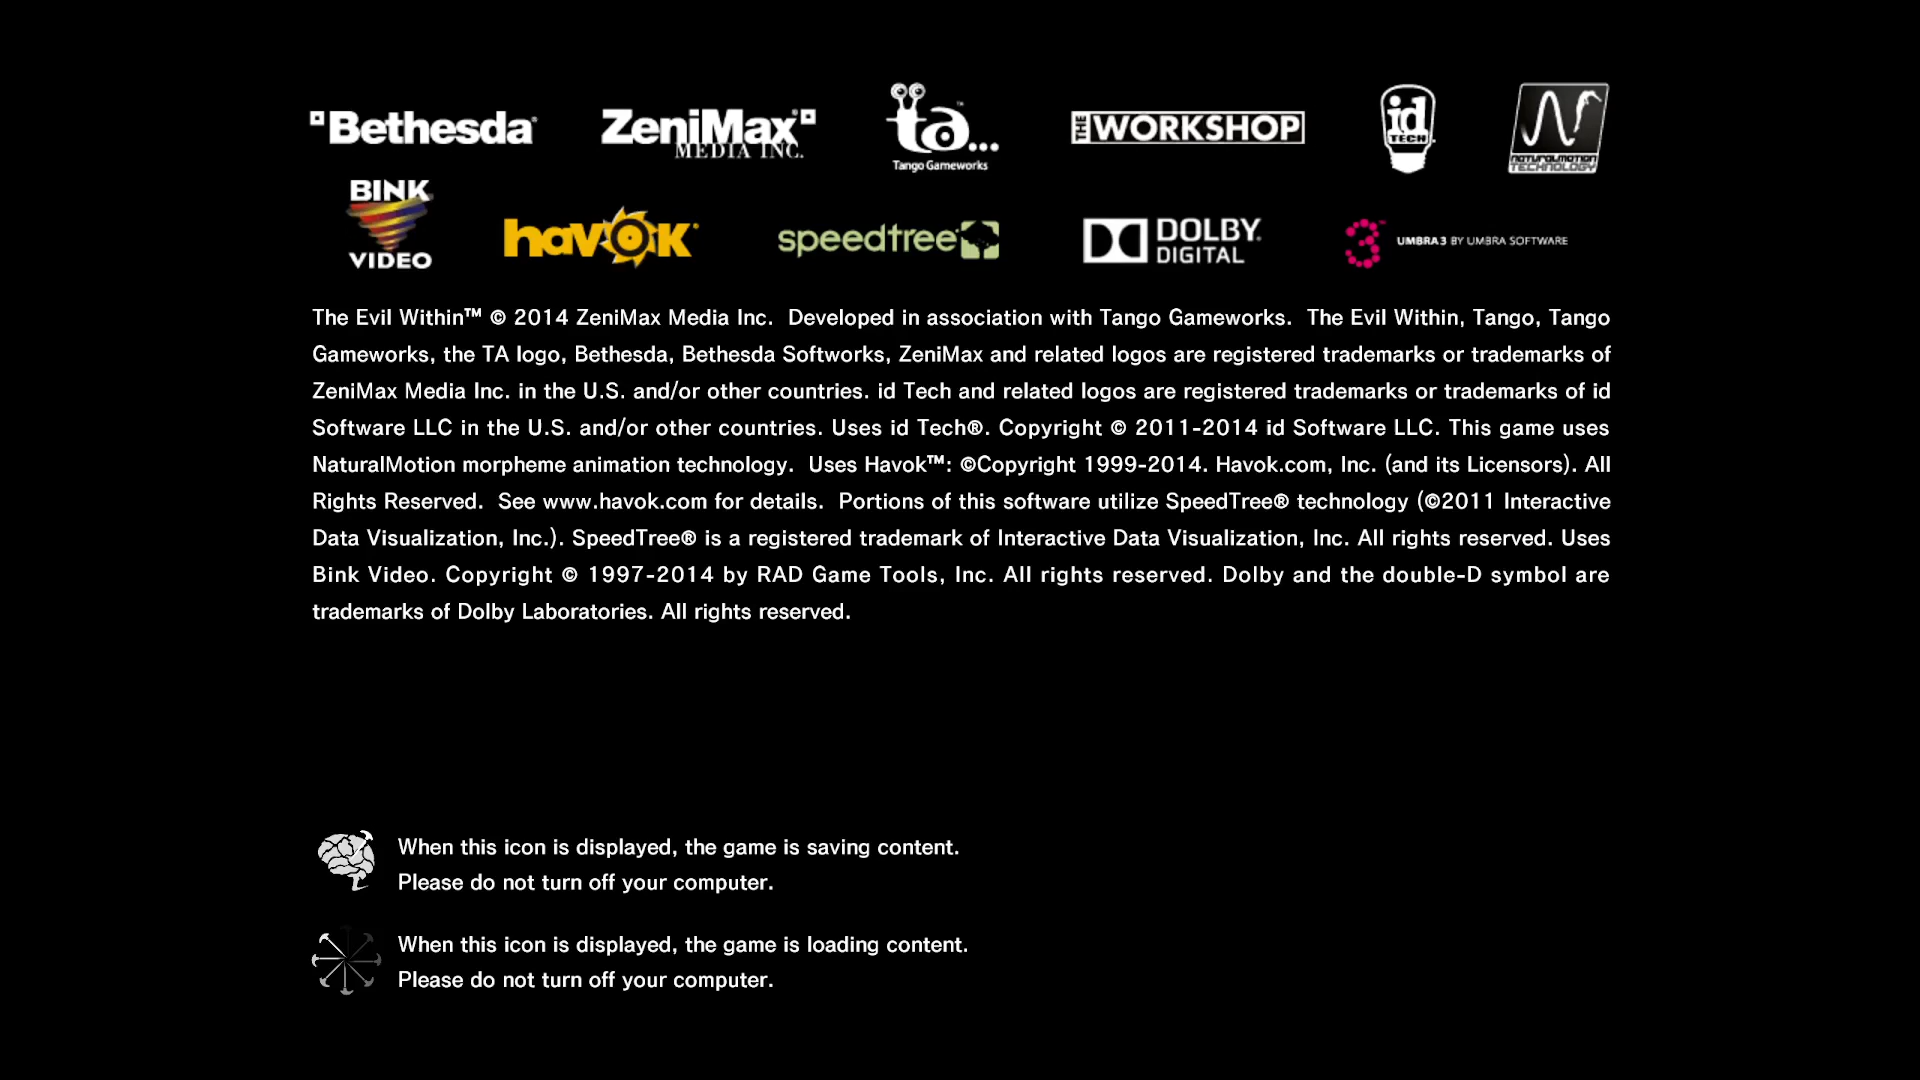 Bethesda®
ZeniMax®
MEDIA INC.
ta...™
Tango Gameworks
THE WORKSHOP
id TECH
NATURALMOTION
TECHNOLOGY
BINK
VIDEO
havok®
speedtree®
DOLBY®
DIGITAL
3™ UMBRA 3 BY UMBRA SOFTWARE
The Evil Within™ © 2014 ZeniMax Media Inc.  Developed in association with Tango Gameworks.  The Evil Within, Tango, Tango
Gameworks, the TA logo, Bethesda, Bethesda Softworks, ZeniMax and related logos are registered trademarks or trademarks of
ZeniMax Media Inc. in the U.S. and/or other countries. id Tech and related logos are registered trademarks or trademarks of id
Software LLC in the U.S. and/or other countries. Uses id Tech®. Copyright © 2011-2014 id Software LLC. This game uses
NaturalMotion morpheme animation technology.  Uses Havok™: ©Copyright 1999-2014. Havok.com, Inc. (and its Licensors). All
Rights Reserved.  See www.havok.com for details.  Portions of this software utilize SpeedTree® technology (©2011 Interactive
Data Visualization, Inc.). SpeedTree® is a registered trademark of Interactive Data Visualization, Inc. All rights reserved. Uses
Bink Video. Copyright © 1997-2014 by RAD Game Tools, Inc. All rights reserved. Dolby and the double-D symbol are
trademarks of Dolby Laboratories. All rights reserved.
When this icon is displayed, the game is saving content.
Please do not turn off your computer.
When this icon is displayed, the game is loading content.
Please do not turn off your computer.